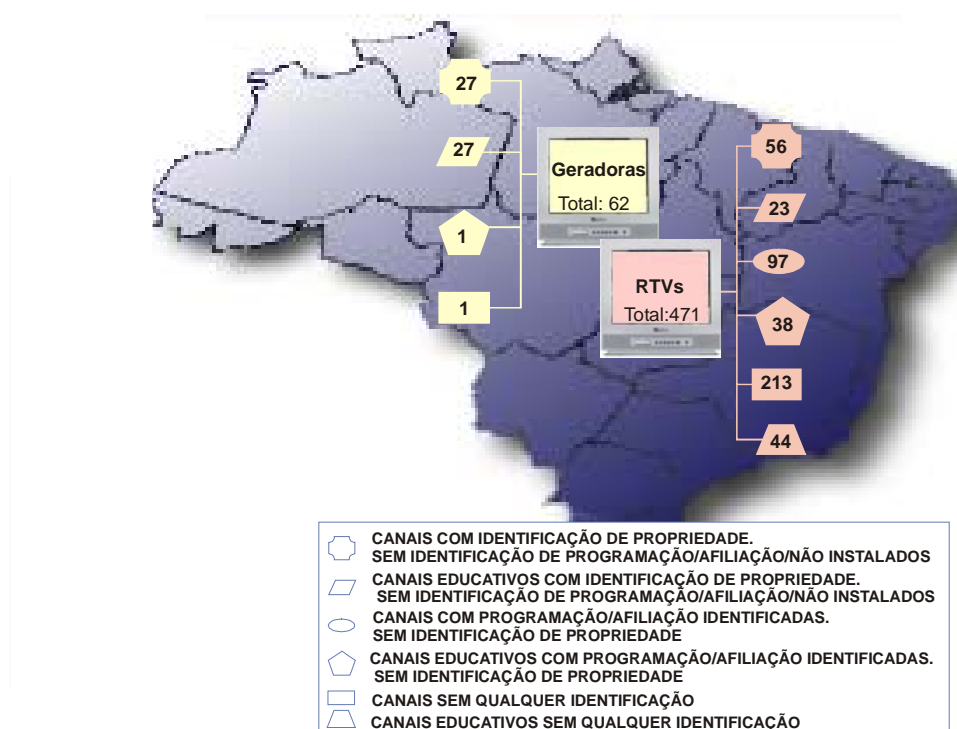 27
27
1
1
Geradoras
Total: 62
RTVs
Total:471
56
23
97
38
213
44
CANAIS COM IDENTIFICAÇÃO DE PROPRIEDADE.
SEM IDENTIFICAÇÃO DE PROGRAMAÇÃO/AFILIAÇÃO/NÃO INSTALADOS
CANAIS EDUCATIVOS COM IDENTIFICAÇÃO DE PROPRIEDADE.
SEM IDENTIFICAÇÃO DE PROGRAMAÇÃO/AFILIAÇÃO/NÃO INSTALADOS
CANAIS COM PROGRAMAÇÃO/AFILIAÇÃO IDENTIFICADAS.
SEM IDENTIFICAÇÃO DE PROPRIEDADE
CANAIS EDUCATIVOS COM PROGRAMAÇÃO/AFILIAÇÃO IDENTIFICADAS.
SEM IDENTIFICAÇÃO DE PROPRIEDADE
CANAIS SEM QUALQUER IDENTIFICAÇÃO
CANAIS EDUCATIVOS SEM QUALQUER IDENTIFICAÇÃO